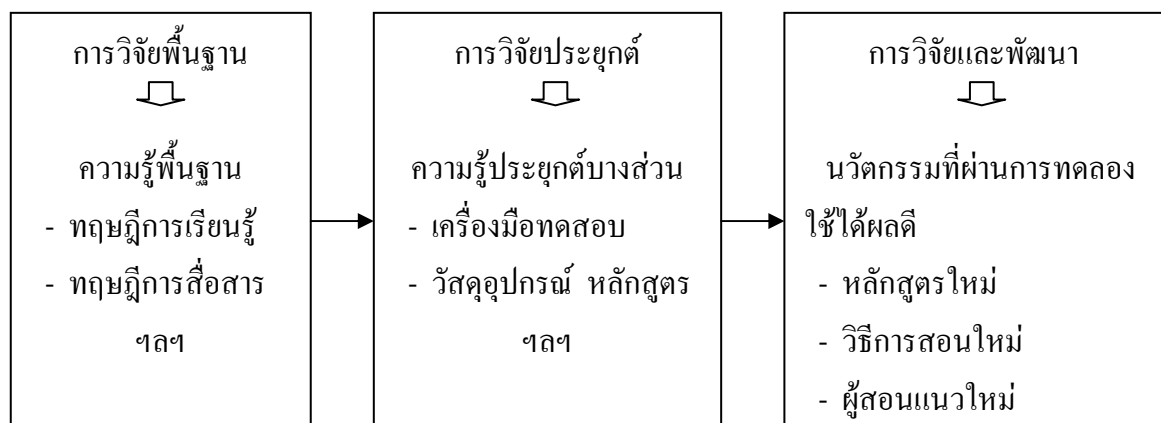 การวิจัยพื้นฐาน
ความรู้พื้นฐาน
- ทฤษฎีการเรียนรู้
- ทฤษฎีการสื่อสาร
ฯลฯ
การวิจัยประยุกต์
ความรู้ประยุกต์บางส่วน
- เครื่องมือทดสอบ
- วัสดุอุปกรณ์ หลักสูตร
ฯลฯ
การวิจัยและพัฒนา
นวัตกรรมที่ผ่านการทดลอง
ใช้ได้ผลดี
- หลักสูตรใหม่
- วิธีการสอนใหม่
- ผู้สอนแนวใหม่